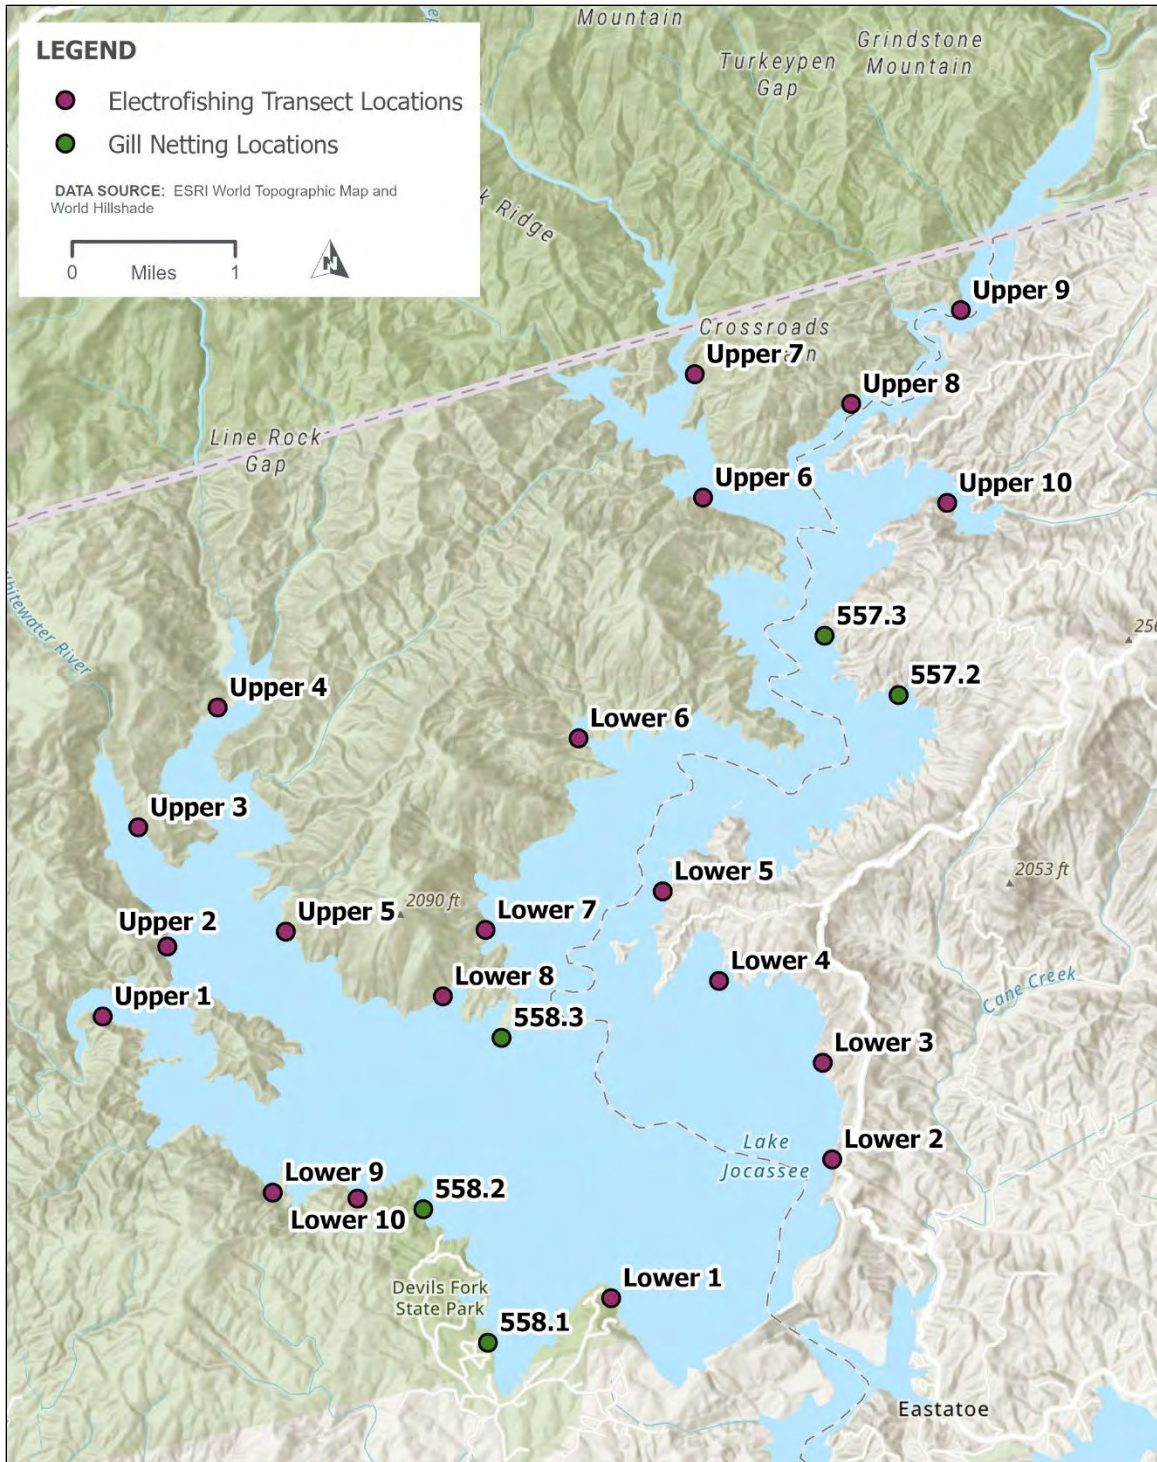 Mountain
Grindstone
Mountain
Turkeypen
Gap
LEGEND
Electrofishing Transect Locations
Gill Netting Locations
DATA SOURCE: ESRI World Topographic Map and
World Hillshade
0 Miles 1
N
Ridge
Upper 9
Crossroads
Upper 7
Upper 8
Line Rock
Gap
Upper 6
Upper 10
Whitewater River
557.3
557.2
Upper 4
Lower 6
Upper 3
Lower 5
2053 ft
2090 ft
Upper 5
Lower 7
Upper 2
Lower 4
Lower 8
Upper 1
Cane Creek
558.3
Lower 3
Lake
Jocassee
Lower 2
Lower 9
558.2
Lower 10
Devils Fork
State Park
Lower 1
558.1
Eastatoe